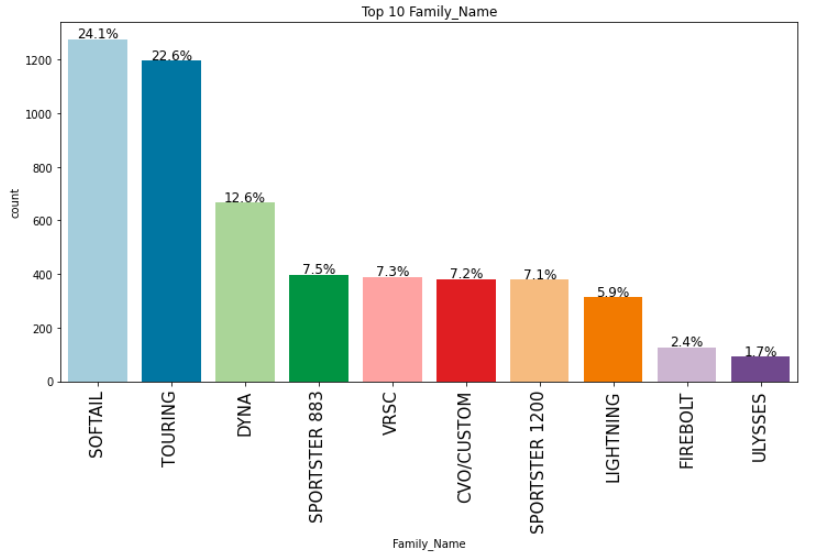 Top 10 Family_Name
24.1%
22.6%
12.6%
7.5%
7.3%
7.2%
7.1%
5.9%
2.4%
1.7%
1200
1000
800
600
400
200
0
count
SOFTAIL
TOURING
DYNA
SPORTSTER 883
VRSC
CVO/CUSTOM
SPORTSTER 1200
LIGHTNING
FIREBOLT
ULYSSES
Family_Name